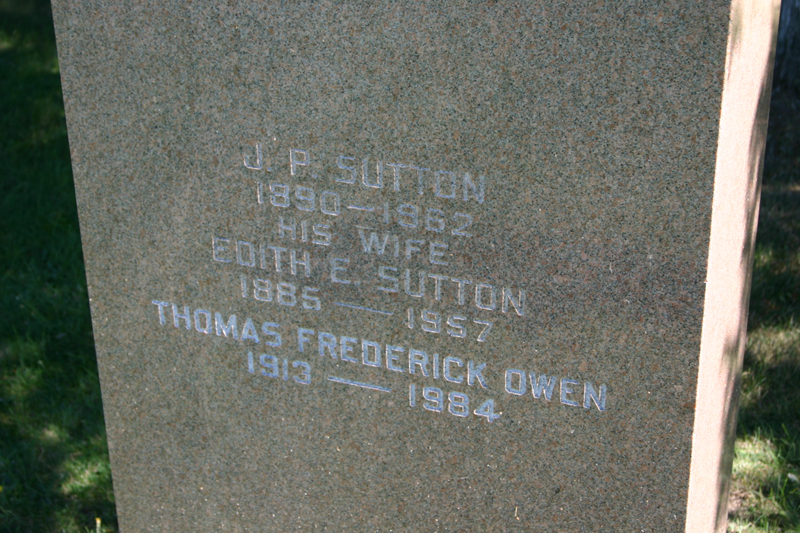 J. P. SUTTON
1890—1962
HIS WIFE
EDITH E. SUTTON
1885 — 1957
THOMAS FREDERICK OWEN
1913 — 1984